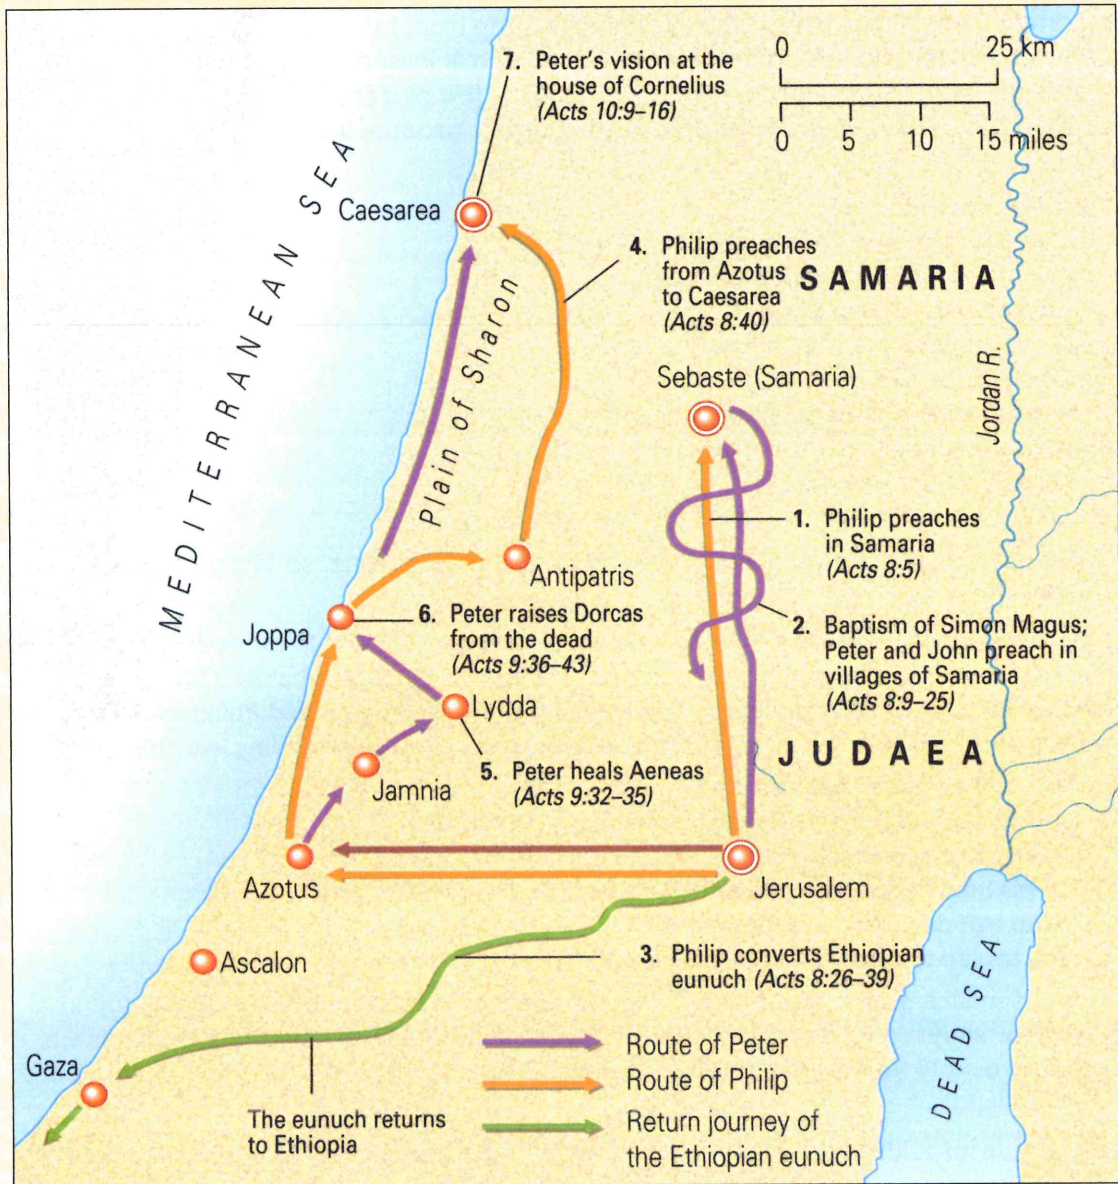 7. Peter's vision at the
house of Cornelius
(Acts 10:9–16)
0 25 km
0 5 10 15 miles
MEDITERRANEAN SEA
Caesarea
4. Philip preaches
from Azotus
to Caesarea
(Acts 8:40)
SAMARIA
Plain of Sharon
Sebaste (Samaria)
Jordan R.
1. Philip preaches
in Samaria
(Acts 8:5)
Antipatris
Joppa
6. Peter raises Dorcas
from the dead
(Acts 9:36–43)
2. Baptism of Simon Magus;
Peter and John preach in
villages of Samaria
(Acts 8:9–25)
Lydda
JUDAEA
5. Peter heals Aeneas
(Acts 9:32–35)
Jamnia
Azotus
Jerusalem
Ascalon
3. Philip converts Ethiopian
eunuch (Acts 8:26–39)
DEAD SEA
Gaza
The eunuch returns
to Ethiopia
Route of Peter
Route of Philip
Return journey of
the Ethiopian eunuch